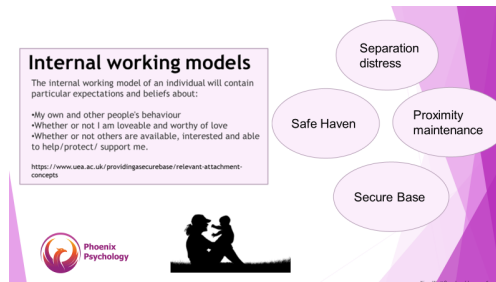 Internal working models
The internal working model of an individual will contain
particular expectations and beliefs about:
•My own and other people's behaviour
•Whether or not I am loveable and worthy of love
•Whether or not others are available, interested and able
to help/protect/ support me.
https://www.uea.ac.uk/providingasecurebase/relevant-attachment-
concepts
Separation
distress
Safe Haven
Proximity
maintenance
Secure Base
Phoenix
Psychology